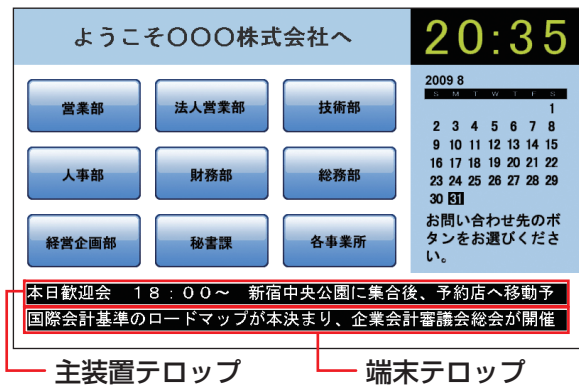 ようこそ〇〇〇株式会社へ
20:35
営業部 法人営業部 技術部
人事部 財務部 総務部
経営企画部 秘書課 各事業所
2009 8
S M T W T F S
1
2 3 4 5 6 7 8
9 10 11 12 13 14 15
16 17 18 19 20 21 22
23 24 25 26 27 28 29
30 31
お問い合わせ先のボ
タンをお選びくださ
い。
本日歓迎会 18:00～ 新宿中央公園に集合後、予約店へ移動予
国際会計基準のロードマップが本決まり、企業会計審議会総会が開催
主装置テロップ 端末テロップ